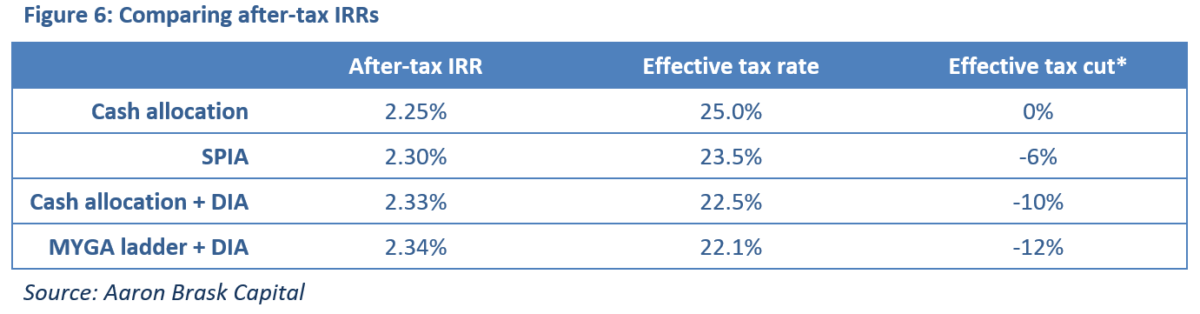 Figure 6: Comparing after-tax IRRs
After-tax IRR Effective tax rate Effective tax cut*
Cash allocation 2.25% 25.0% 0%
SPIA 2.30% 23.5% -6%
Cash allocation + DIA 2.33% 22.5% -10%
MYGA ladder + DIA 2.34% 22.1% -12%
Source: Aaron Brask Capital